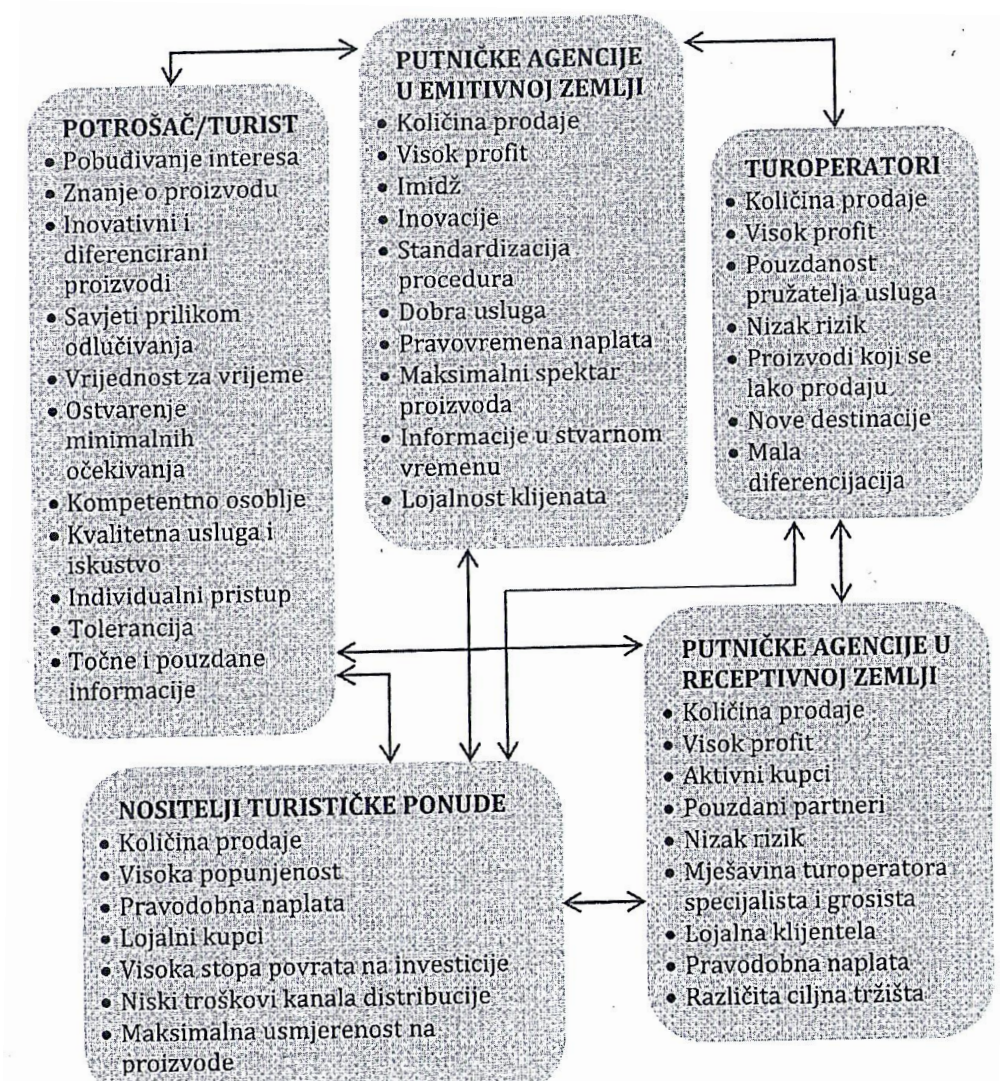 PUTNIČKE AGENCIJE
U EMITIVNOJ ZEMLJI
• Količina prodaje
• Visok profit
• Imidž
• Inovacije
• Standardizacija
procedura
• Dobra usluga
• Pravovremena naplata
• Maksimalni spektar
proizvoda
• Informacije u stvarnom
vremenu
• Lojalnost klijenata
POTROŠAČ/TURIST
• Pobuđivanje interesa
• Znanje o proizvodu
• Inovativni i
diferencirani
proizvodi
• Savjeti prilikom
odlučivanja
• Vrijednost za vrijeme
• Ostvarenje
minimalnih
očekivanja
• Kompetentno osoblje
• Kvalitetna usluga i
iskustvo
• Individualni pristup
• Tolerancija
• Točne i pouzdane
informacije
TUROPERATORI
• Količina prodaje
• Visok profit
• Pouzdanost
pružatelja usluga
• Nizak rizik
• Proizvodi koji se
lako prodaju
• Nove destinacije
• Mala
diferencijacija
PUTNIČKE AGENCIJE U
RECEPTIVNOJ ZEMLJI
• Količina prodaje
• Visok profit
• Aktivni kupci
• Pouzdani partneri
• Nizak rizik
• Mješavina turoperatora
specijalista i grosista
• Lojalna klijentela
• Pravodobna naplata
• Različita ciljna tržišta
NOSITELJI TURISTIČKE PONUDE
• Količina prodaje
• Visoka popunjenost
• Pravodobna naplata
• Lojalni kupci
• Visoka stopa povrata na investicije
• Niski troškovi kanala distribucije
• Maksimalna usmjerenost na
proizvode